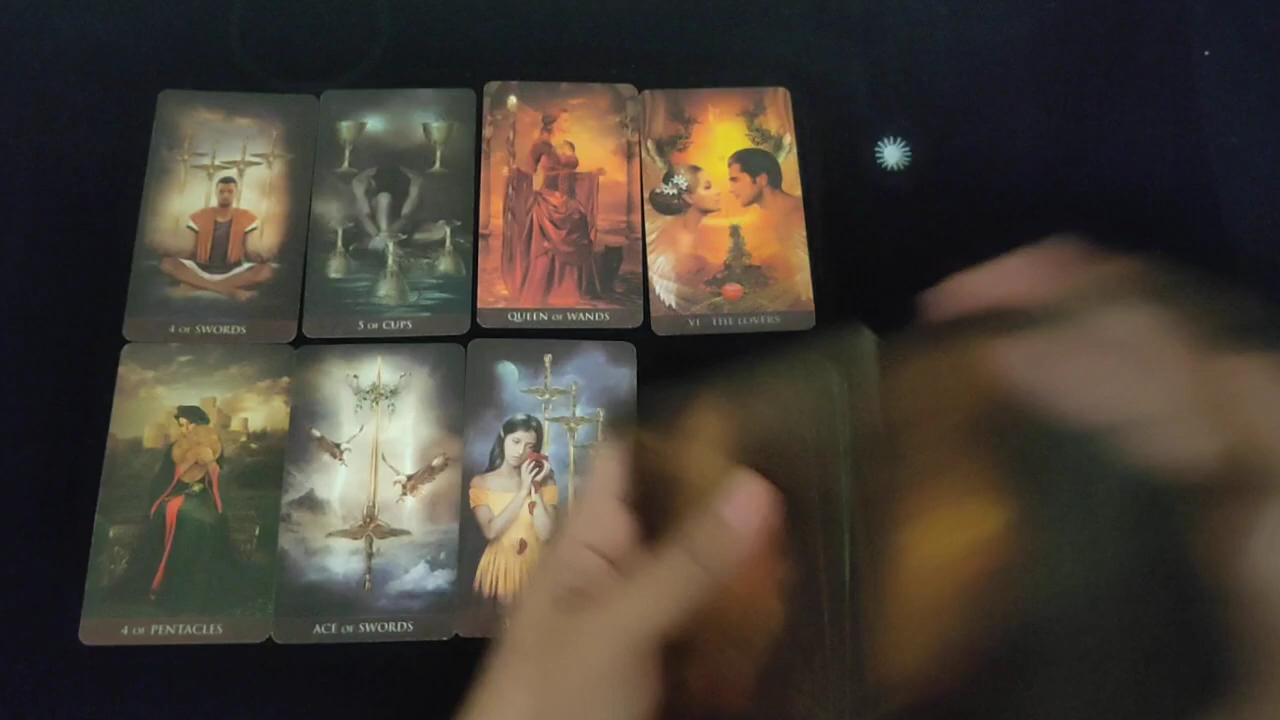 4 OF SWORDS
5 OF CUPS
QUEEN OF WANDS
VI THE LOVERS
4 OF PENTACLES
ACE OF SWORDS